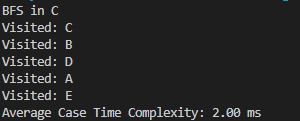 BFS in C
Visited: C
Visited: B
Visited: D
Visited: A
Visited: E
Average Case Time Complexity: 2.00 ms